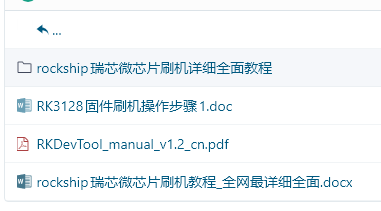 ...
rockship瑞芯微芯片刷机详细全面教程
RK3128固件刷机操作步骤1.doc
RKDevTool_manual_v1.2_cn.pdf
rockship瑞芯微芯片刷机教程_全网最详细全面.docx